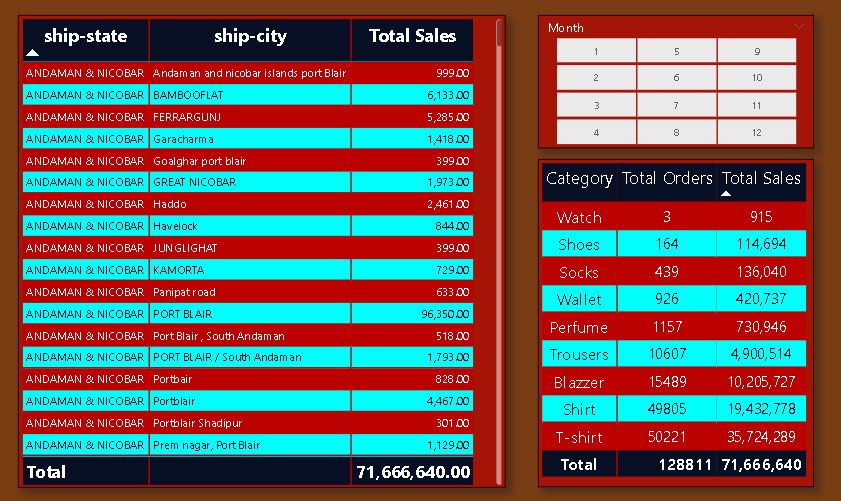 ship-state ship-city Total Sales
ANDAMAN & NICOBAR Andaman and nicobar islands port Blair 999.00
ANDAMAN & NICOBAR BAMBOOFLAT 6,133.00
ANDAMAN & NICOBAR FERRARGUNJ 5,285.00
ANDAMAN & NICOBAR Garacharma 1,418.00
ANDAMAN & NICOBAR Goalghar port blair 399.00
ANDAMAN & NICOBAR GREAT NICOBAR 1,973.00
ANDAMAN & NICOBAR Haddo 2,461.00
ANDAMAN & NICOBAR Havelock 844.00
ANDAMAN & NICOBAR JUNGLIGHAT 399.00
ANDAMAN & NICOBAR KAMORTA 729.00
ANDAMAN & NICOBAR Panipat road 633.00
ANDAMAN & NICOBAR PORT BLAIR 96,350.00
ANDAMAN & NICOBAR Port Blair , South Andaman 518.00
ANDAMAN & NICOBAR PORT BLAIR / South Andaman 1,793.00
ANDAMAN & NICOBAR Portbair 828.00
ANDAMAN & NICOBAR Portblair 4,467.00
ANDAMAN & NICOBAR Portblair Shadipur 301.00
ANDAMAN & NICOBAR Prem nagar, Port Blair 1,129.00
Total 71,666,640.00
Month
1 5 9
2 6 10
3 7 11
4 8 12
Category Total Orders Total Sales
Watch 3 915
Shoes 164 114,694
Socks 439 136,040
Wallet 926 420,737
Perfume 1157 730,946
Trousers 10607 4,900,514
Blazzer 15489 10,205,727
Shirt 49805 19,432,778
T-shirt 50221 35,724,289
Total 128811 71,666,640